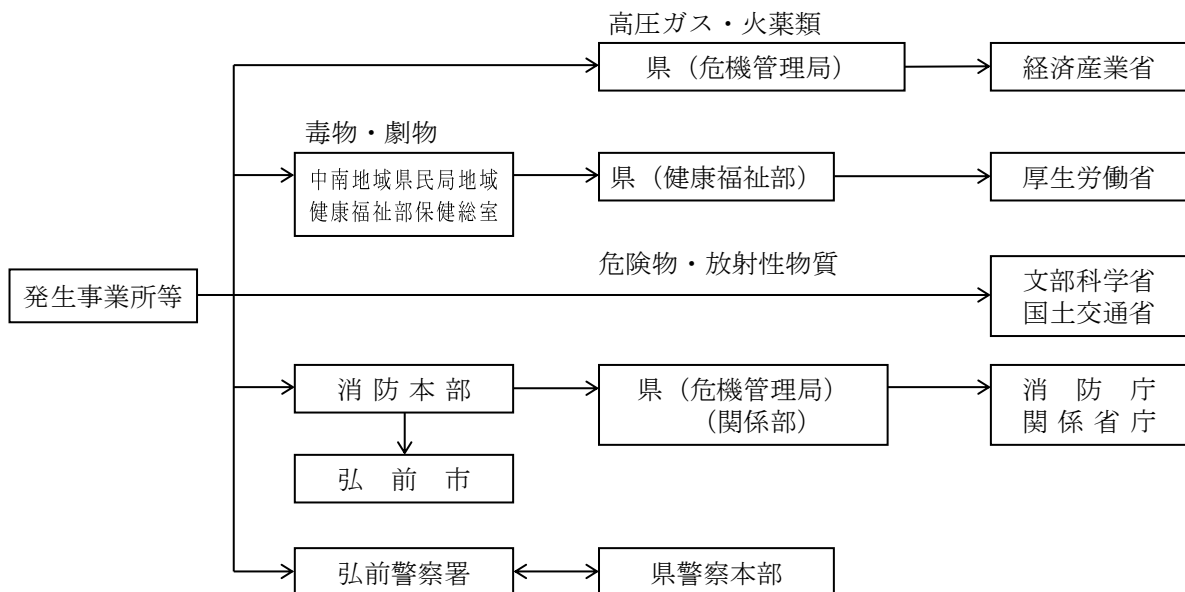 高圧ガス・火薬類
県（危機管理局）
経済産業省
毒物・劇物
中南地域県民局地域
健康福祉部保健総室
県（健康福祉部）
厚生労働省
危険物・放射性物質
発生事業所等
文部科学省
国土交通省
消防本部
県（危機管理局）
（関係部）
消防庁
関係省庁
弘前市
弘前警察署
県警察本部